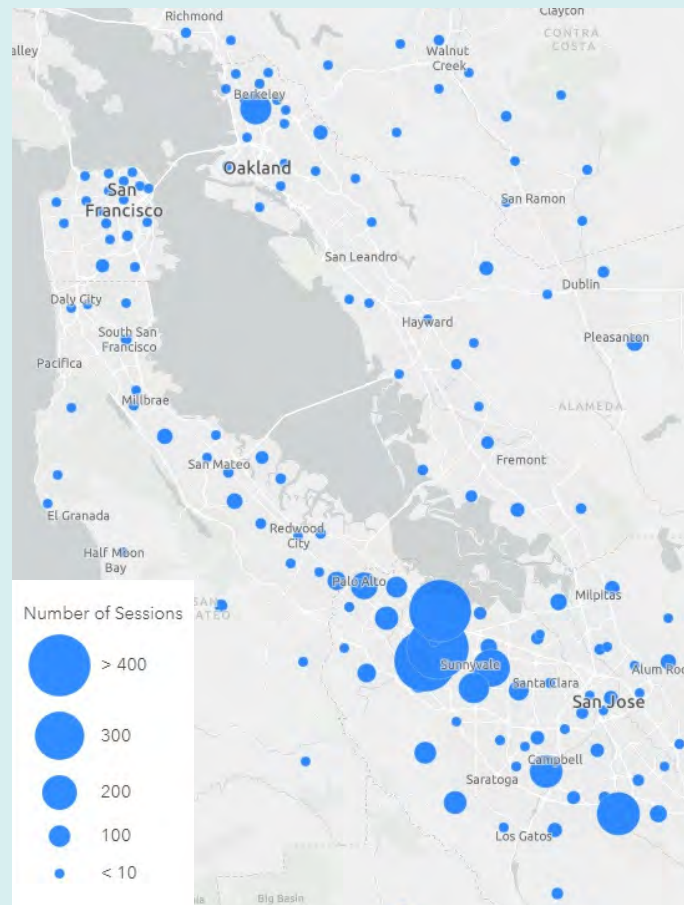 Richmond
Clayton
CONTRA
COSTA
alley
Walnut
Creek
Berkeley
Oakland
San
Francisco
San Ramon
San Leandro
Dublin
Daly City
Hayward
South San
Francisco
Pleasanton
Pacifica
Millbrae
ALAMEDA
San Mateo
Fremont
El Granada
Redwood
City
Half Moon
Bay
Palo Alto
Milpitas
SAN
MATEO
Number of Sessions
> 400
300
200
100
< 10
Sunnyvale
Alum Roc
Santa Clara
San Jose
Campbell
Saratoga
Los Gatos
Big Basin